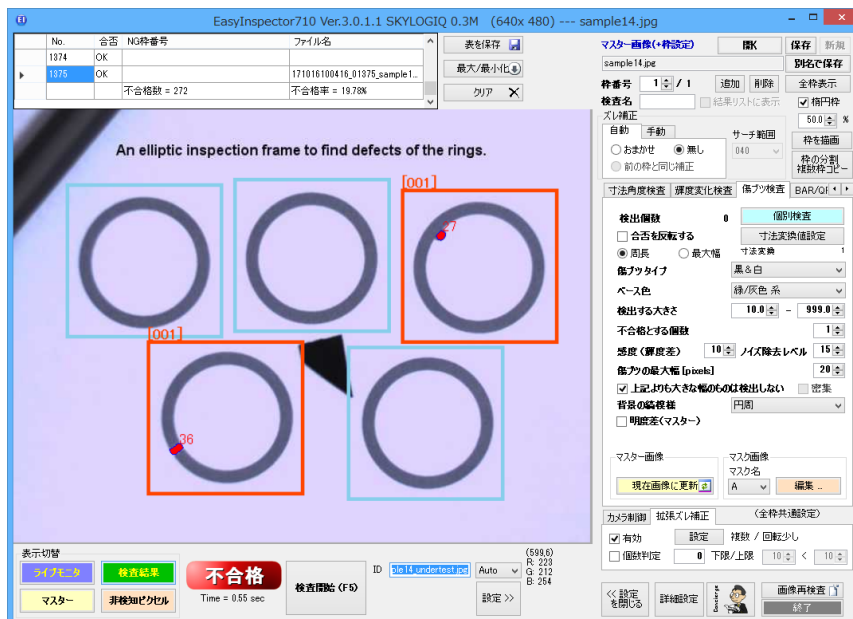 EasyInspector710 Ver.3.0.1.1 SKYLOGIQ 0.3M (640x 480) --- sample14.jpg
No. 合否 NG枠番号 ファイル名
1374 OK
1375 OK 171016100416_01375_sample1...
不合格数 = 272 不合格率 = 19.78%
表を保存
最大/最小化
クリア
An elliptic inspection frame to find defects of the rings.
[001]
27
[001]
36
マスター画像(+枠設定) 開K 保存 新規
sample14.jpg 別名で保存
枠番号 1 / 1 追加 削除 全枠表示
検査名 結果リストに表示 楕円枠
ズレ補正 50.0 %
自動 手動 サーチ範囲 枠を描画
おまかせ 無し 040
前の枠と同じ補正 枠の分割
複数枠コピー
寸法角度検査 輝度変化検査 傷ブツ検査 BAR/QR
検出個数 0 個別検査
合否を反転する 寸法変換値設定
周長 最大幅 寸法変換 1
傷ブツタイプ 黒&白
ベース色 緑/灰色 系
検出する大きさ 10.0 - 999.0
不合格とする個数 1
感度(輝度差) 10 ノイズ除去レベル 15
傷ブツの最大幅 [pixels] 20
上記よりも大きな幅のものは検出しない 密集
背景の縞模様 円周
明度差(マスター)
マスター画像 マスク画像
マスク名
現在画像に更新 A 編集 ..
カメラ制御 拡張ズレ補正 (全枠共通設定)
有効 設定 複数 / 回転少し
個数判定 0 下限/上限 10 < 10
<< 設定
を閉じる 詳細設定 Concierge 画像再検査
終了
表示切替
ライブモニタ 検査結果
マスター 非検知ピクセル
不合格
Time = 0.55 sec
検査開始 (F5)
ID ple14_undertest.jpg Auto
設定 >>
(599,6)
R: 223
G: 212
B: 254